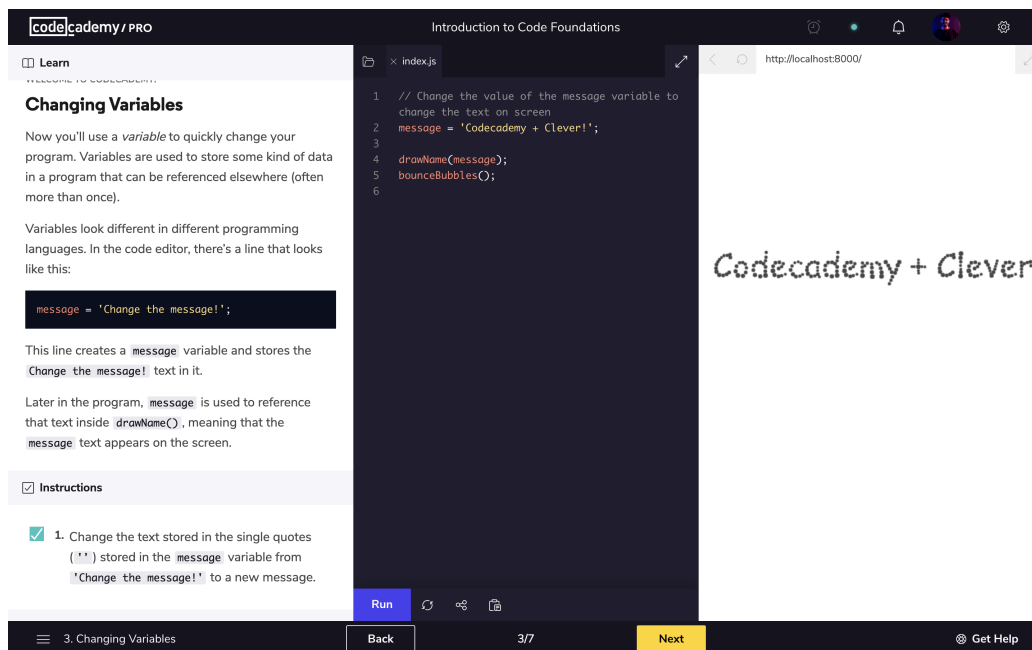 codecademy / PRO
Introduction to Code Foundations
Learn
WELCOME TO CODECADEMY!
Changing Variables
Now you'll use a variable to quickly change your
program. Variables are used to store some kind of data
in a program that can be referenced elsewhere (often
more than once).
Variables look different in different programming
languages. In the code editor, there's a line that looks
like this:
message = 'Change the message!';
This line creates a message variable and stores the
Change the message! text in it.
Later in the program, message is used to reference
that text inside drawName(), meaning that the
message text appears on the screen.
Instructions
1. Change the text stored in the single quotes
('') stored in the message variable from
'Change the message!' to a new message.
× index.js
1 // Change the value of the message variable to
change the text on screen
2 message = 'Codecademy + Clever!';
3
4 drawName(message);
5 bounceBubbles();
6
Run
http://localhost:8000/
Codecademy + Clever
3. Changing Variables
Back
3/7
Next
Get Help